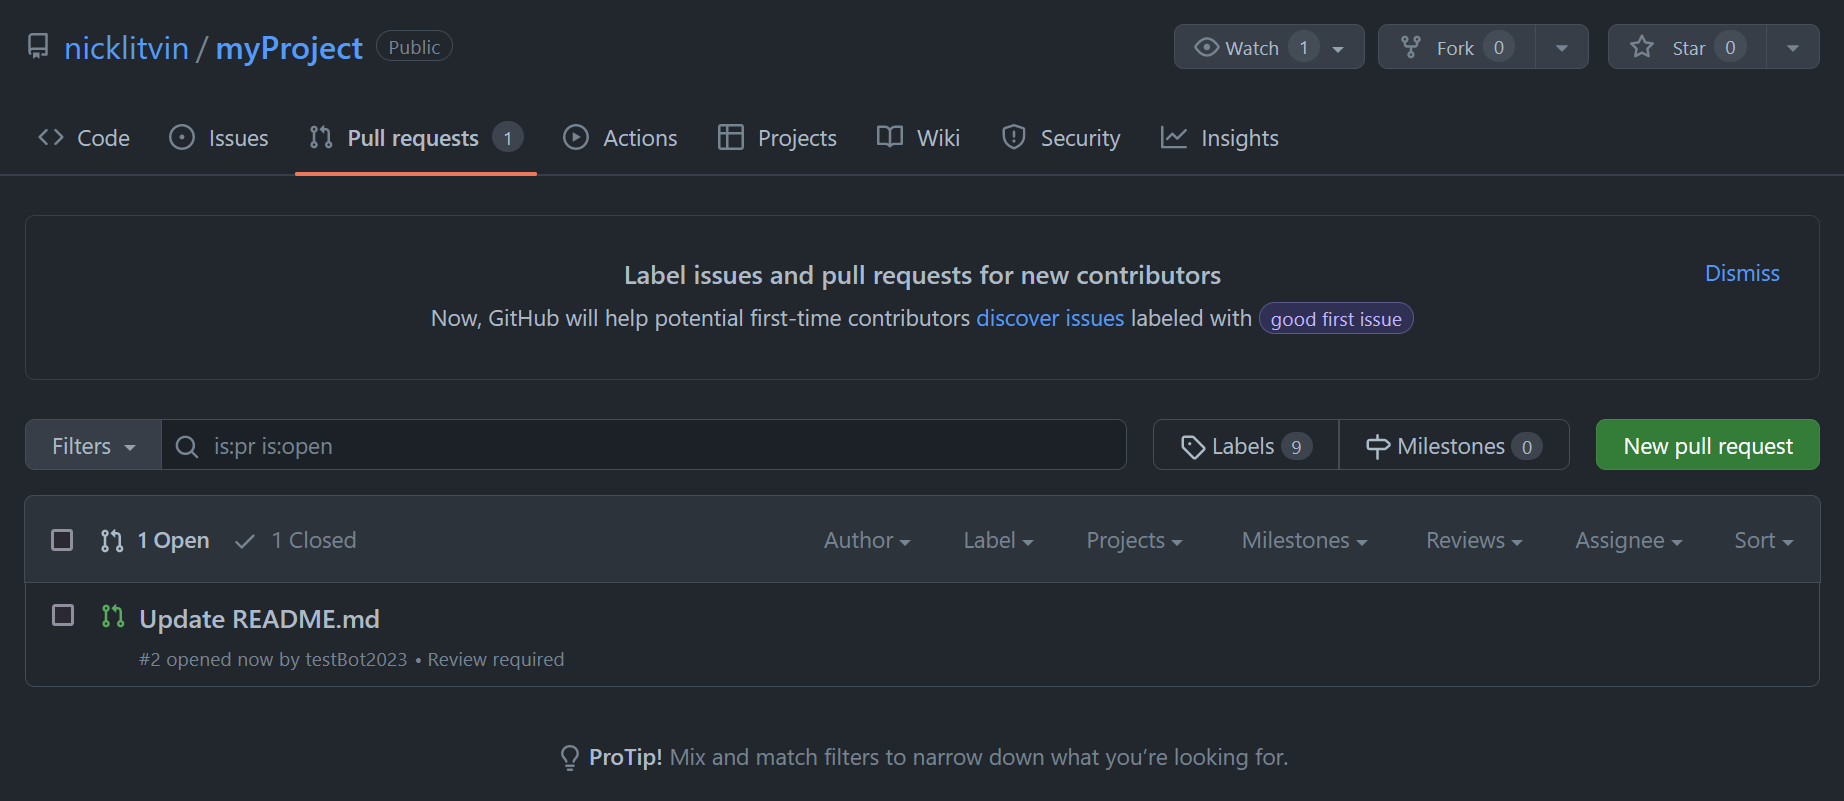 nicklitvin / myProject Public Watch 1 Fork 0 Star 0
Code Issues Pull requests 1 Actions Projects Wiki Security Insights
Label issues and pull requests for new contributors
Dismiss
Now, GitHub will help potential first-time contributors discover issues labeled with good first issue
Filters is:pr is:open Labels 9 Milestones 0 New pull request
1 Open 1 Closed Author Label Projects Milestones Reviews Assignee Sort
Update README.md
#2 opened now by testBot2023 • Review required
ProTip! Mix and match filters to narrow down what you’re looking for.